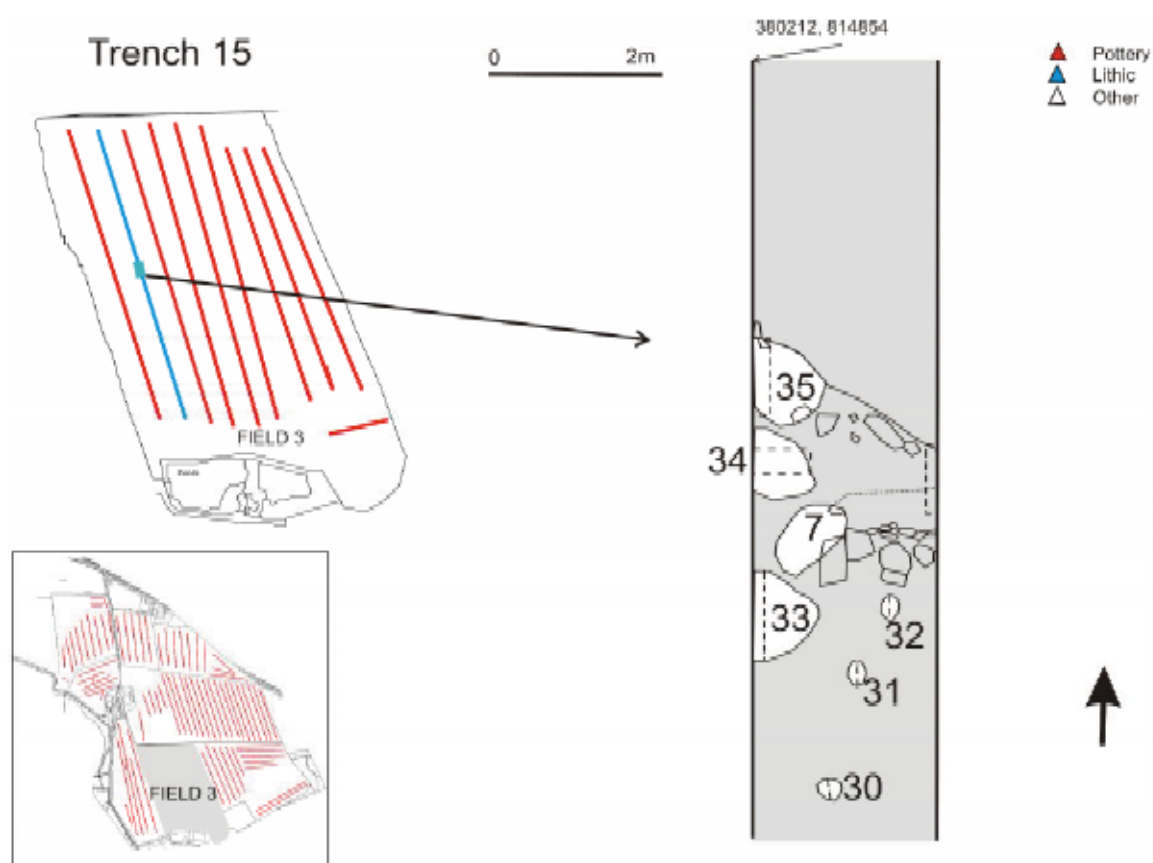 Trench 15
0 2m
380212, 814854
Pottery
Lithic
Other
FIELD 3
35
34
7
33
32
31
30
FIELD 3